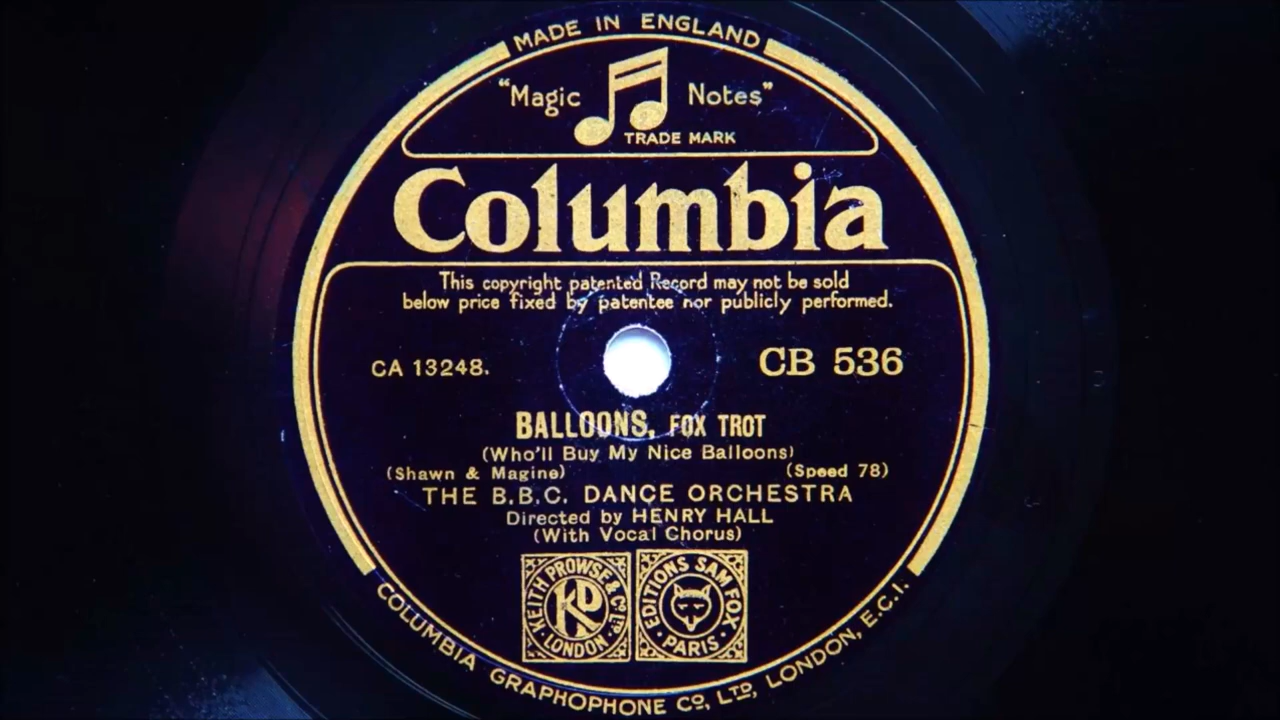 MADE IN ENGLAND
"Magic Notes"
TRADE MARK
Columbia
This copyright patented Record may not be sold
below price fixed by patentee nor publicly performed.
CA 13248.
CB 536
BALLOONS, FOX TROT
(Who'll Buy My Nice Balloons)
(Shawn & Magine) (Speed 78)
THE B.B.C. DANCE ORCHESTRA
Directed by HENRY HALL
(With Vocal Chorus)
KEITH PROWSE & Co. Ltd. LONDON
KP
EDITIONS SAM FOX PARIS
COLUMBIA GRAPHOPHONE Co., LTD, LONDON, E.C.1.